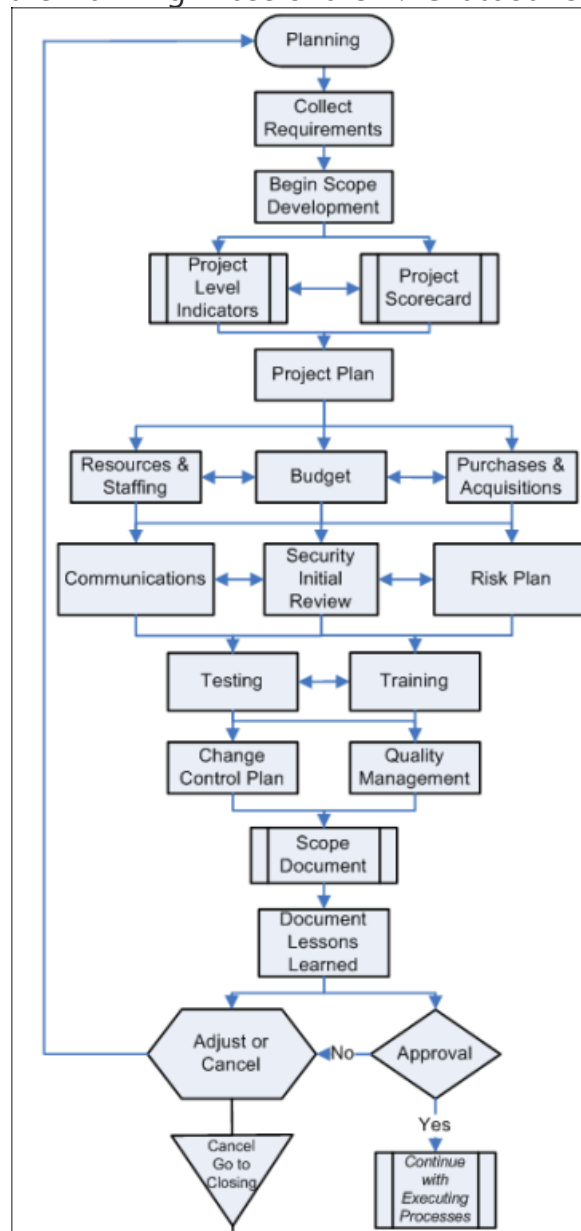 Planning
Collect
Requirements
Begin Scope
Development
Project
Level
Indicators
Project
Scorecard
Project Plan
Resources &
Staffing
Budget
Purchases &
Acquisitions
Communications
Security
Initial
Review
Risk Plan
Testing
Training
Change
Control Plan
Quality
Management
Scope
Document
Document
Lessons
Learned
Adjust or
Cancel
No
Approval
Yes
Cancel
Go to
Closing
Continue
with
Executing
Processes